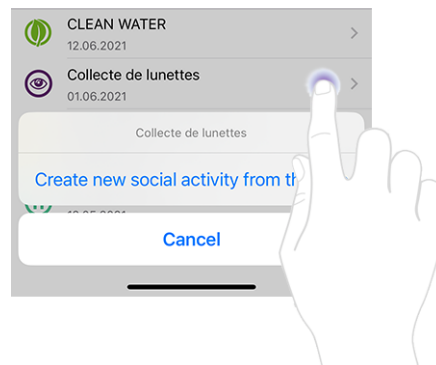 CLEAN WATER
12.06.2021
Collecte de lunettes
01.06.2021
Collecte de lunettes
Create new social activity from
Cancel